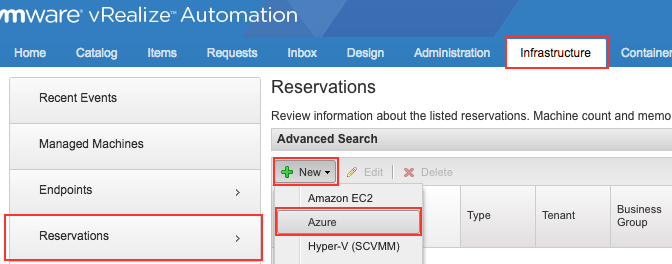 vmware vRealize™ Automation
Home Catalog Items Requests Inbox Design Administration Infrastructure Container
Recent Events
Managed Machines
Endpoints
Reservations
Reservations
Review information about the listed reservations. Machine count and memo
Advanced Search
New Edit Delete
Amazon EC2
Azure
Hyper-V (SCVMM)
Type Tenant Business
Group